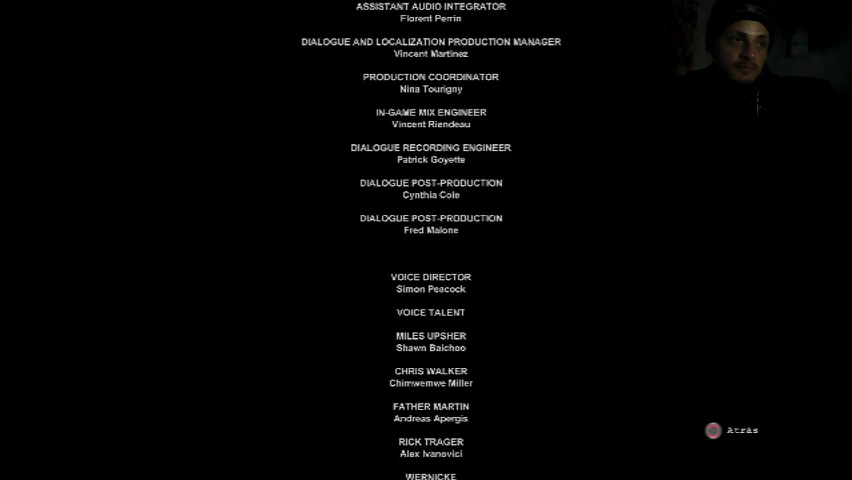 ASSISTANT AUDIO INTEGRATOR
Florent Perrin
DIALOGUE AND LOCALIZATION PRODUCTION MANAGER
Vincent Martinez
PRODUCTION COORDINATOR
Nina Tourigny
IN-GAME MIX ENGINEER
Vincent Riendeau
DIALOGUE RECORDING ENGINEER
Patrick Goyette
DIALOGUE POST-PRODUCTION
Cynthia Cole
DIALOGUE POST-PRODUCTION
Fred Malone
VOICE DIRECTOR
Simon Peacock
VOICE TALENT
MILES UPSHER
Shawn Baichoo
CHRIS WALKER
Chimwemwe Miller
FATHER MARTIN
Andreas Apergis
RICK TRAGER
Alex Ivanovici
Atrás
WERNICKE